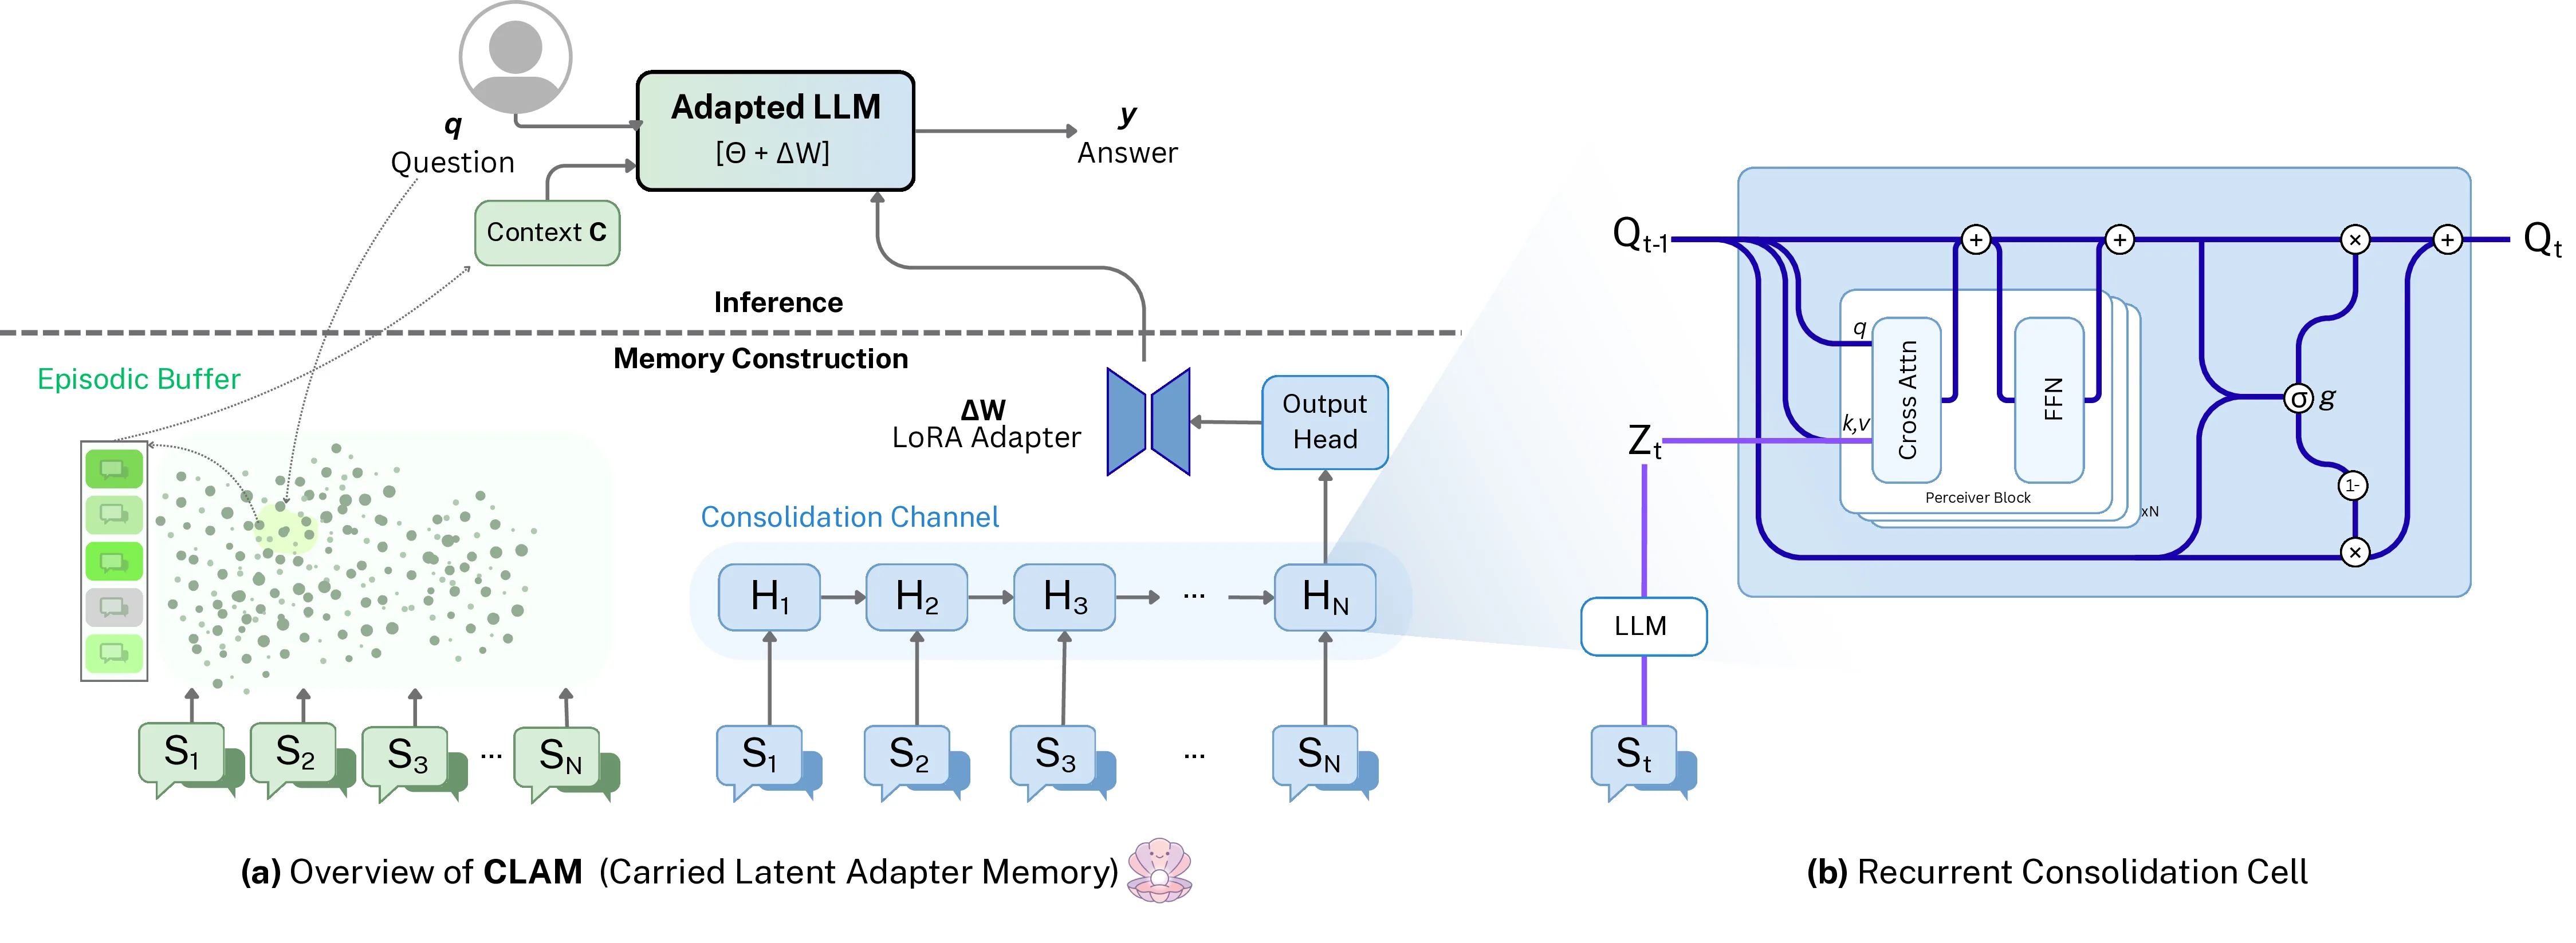 q
Question
Adapted LLM
[Θ + ΔW]
y
Answer
Context C
Inference
Memory Construction
Episodic Buffer
ΔW
LoRA Adapter
Output
Head
Consolidation Channel
H1
H2
H3
...
HN
S1
S2
S3
...
SN
S1
S2
S3
...
SN
(a) Overview of CLAM (Carried Latent Adapter Memory)
Qt-1
+
+
×
+
Qt
q
k,v
Cross Attn
FFN
Perceiver Block
xN
σ
g
1-
×
Zt
LLM
St
(b) Recurrent Consolidation Cell